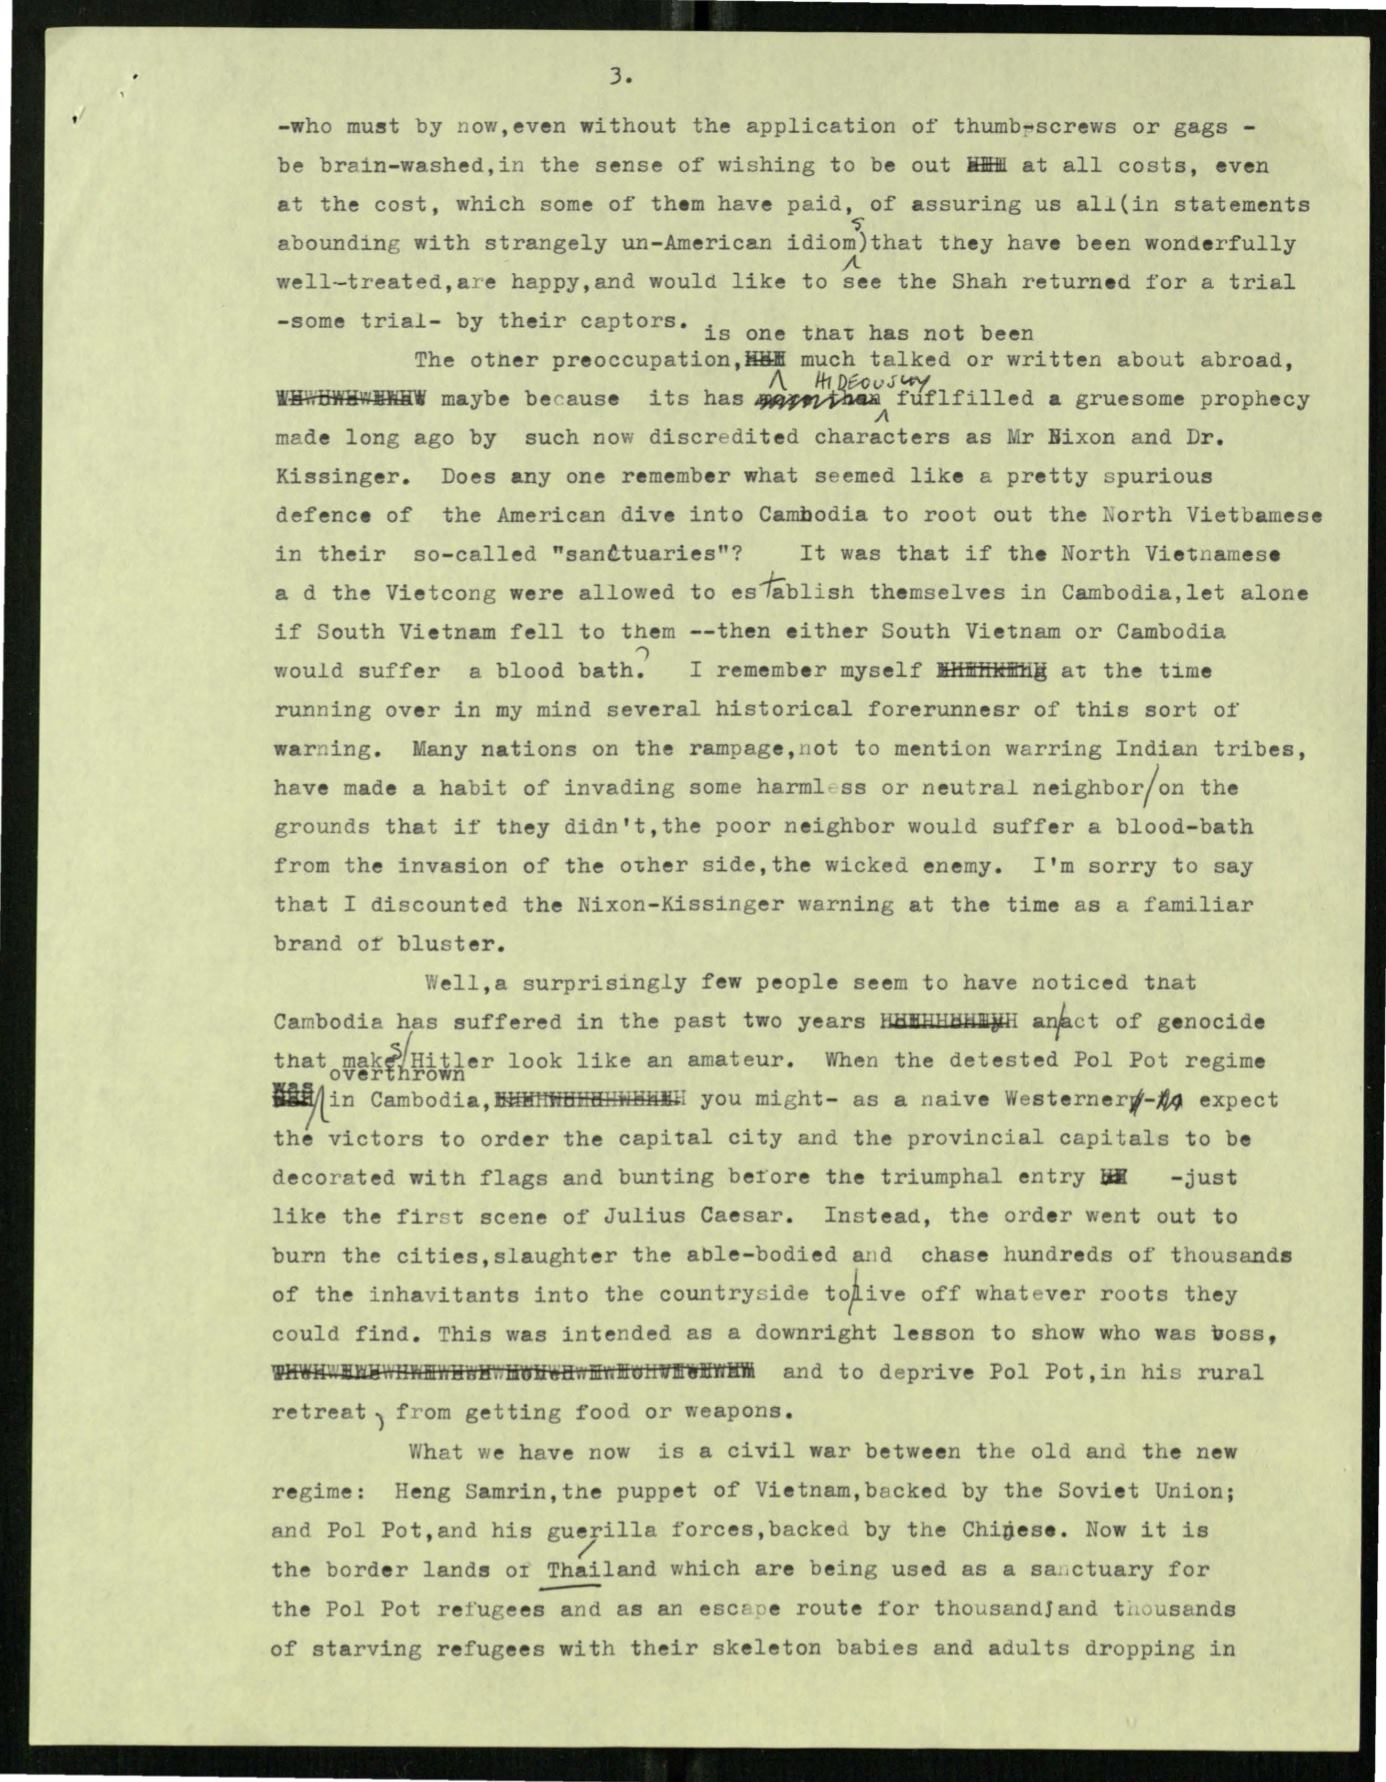 3.
-who must by now,even without the application of thumb-screws or gags -
be brain-washed,in the sense of wishing to be out at all costs, even
at the cost, which some of them have paid, of assuring us all(in statements
abounding with strangely un-American idioms)that they have been wonderfully
well-treated,are happy,and would like to see the Shah returned for a trial
-some trial- by their captors.
is one that has not been
The other preoccupation, much talked or written about abroad,
HIDEOUSLY
maybe because its has fuflfilled a gruesome prophecy
made long ago by such now discredited characters as Mr Nixon and Dr.
Kissinger. Does any one remember what seemed like a pretty spurious
defence of the American dive into Cambodia to root out the North Vietbamese
in their so-called "sanctuaries"? It was that if the North Vietnamese
a d the Vietcong were allowed to establish themselves in Cambodia,let alone
if South Vietnam fell to them --then either South Vietnam or Cambodia
would suffer a blood bath? I remember myself at the time
running over in my mind several historical forerunnesr of this sort of
warning. Many nations on the rampage,not to mention warring Indian tribes,
have made a habit of invading some harmless or neutral neighbor/on the
grounds that if they didn't,the poor neighbor would suffer a blood-bath
from the invasion of the other side,the wicked enemy. I'm sorry to say
that I discounted the Nixon-Kissinger warning at the time as a familiar
brand of bluster.
Well,a surprisingly few people seem to have noticed that
Cambodia has suffered in the past two years an/act of genocide
that makes/Hitler look like an amateur. When the detested Pol Pot regime
was overthrown
in Cambodia, you might- as a naive Westerner- expect
the victors to order the capital city and the provincial capitals to be
decorated with flags and bunting before the triumphal entry -just
like the first scene of Julius Caesar. Instead, the order went out to
burn the cities,slaughter the able-bodied and chase hundreds of thousands
of the inhavitants into the countryside to/live off whatever roots they
could find. This was intended as a downright lesson to show who was boss,
and to deprive Pol Pot,in his rural
retreat, from getting food or weapons.
What we have now is a civil war between the old and the new
regime: Heng Samrin,the puppet of Vietnam,backed by the Soviet Union;
and Pol Pot,and his guerilla forces,backed by the Chinese. Now it is
the border lands of Thailand which are being used as a sanctuary for
the Pol Pot refugees and as an escape route for thousands/and thousands
of starving refugees with their skeleton babies and adults dropping in